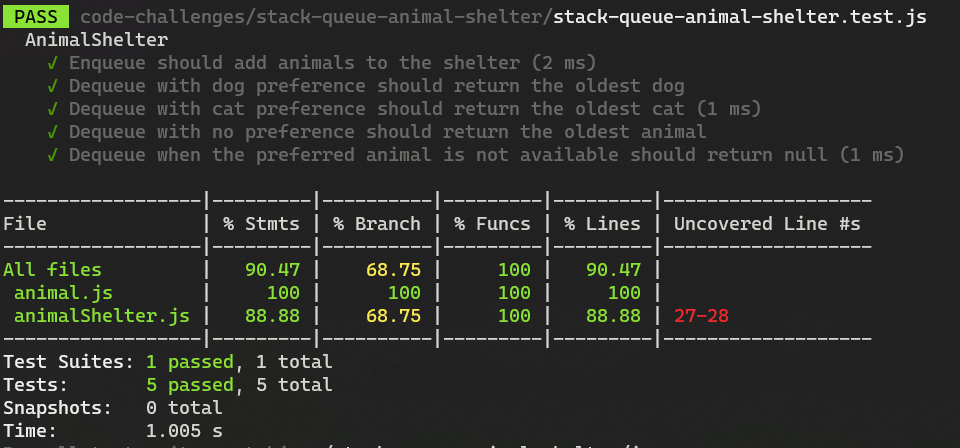 PASS code-challenges/stack-queue-animal-shelter/stack-queue-animal-shelter.test.js
AnimalShelter
√ Enqueue should add animals to the shelter (2 ms)
√ Dequeue with dog preference should return the oldest dog
√ Dequeue with cat preference should return the oldest cat (1 ms)
√ Dequeue with no preference should return the oldest animal
√ Dequeue when the preferred animal is not available should return null (1 ms)
------------------|---------|----------|---------|---------|-------------------
File              | % Stmts | % Branch | % Funcs | % Lines | Uncovered Line #s
------------------|---------|----------|---------|---------|-------------------
All files         |   90.47 |    68.75 |     100 |   90.47 |
 animal.js        |     100 |      100 |     100 |     100 |
 animalShelter.js |   88.88 |    68.75 |     100 |   88.88 | 27-28
------------------|---------|----------|---------|---------|-------------------
Test Suites: 1 passed, 1 total
Tests:       5 passed, 5 total
Snapshots:   0 total
Time:        1.005 s